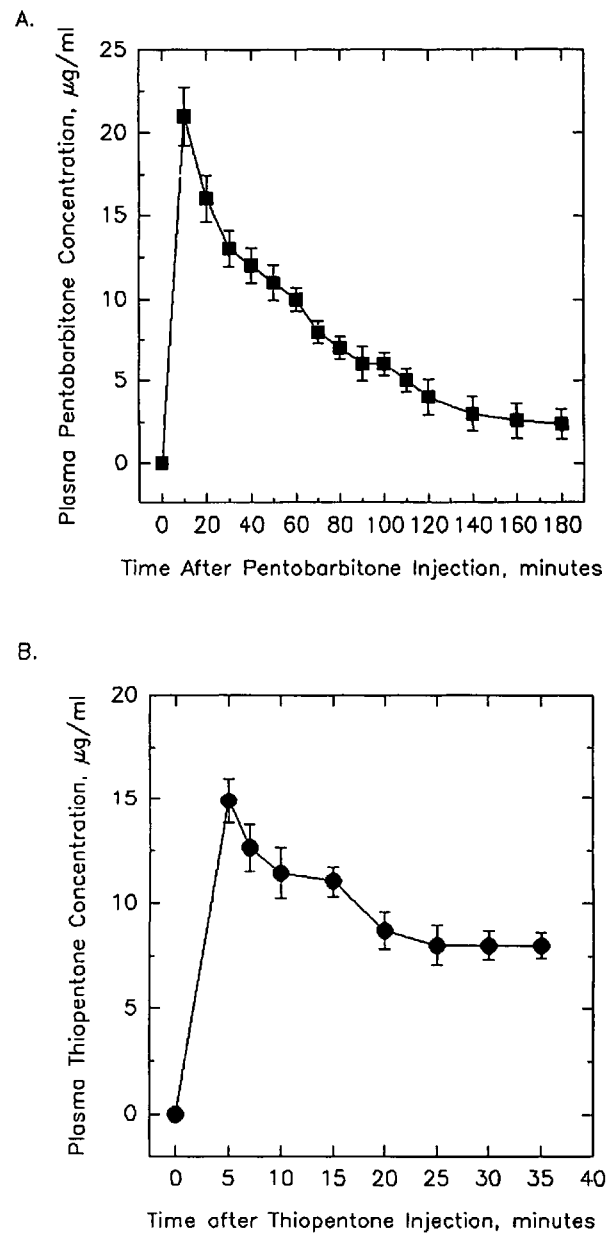 A.
Plasma Pentobarbitone Concentration, μg/ml
25
20
15
10
5
0
0 20 40 60 80 100 120 140 160 180
Time After Pentobarbitone Injection, minutes
B.
Plasma Thiopentone Concentration, μg/ml
20
15
10
5
0
0 5 10 15 20 25 30 35 40
Time after Thiopentone Injection, minutes